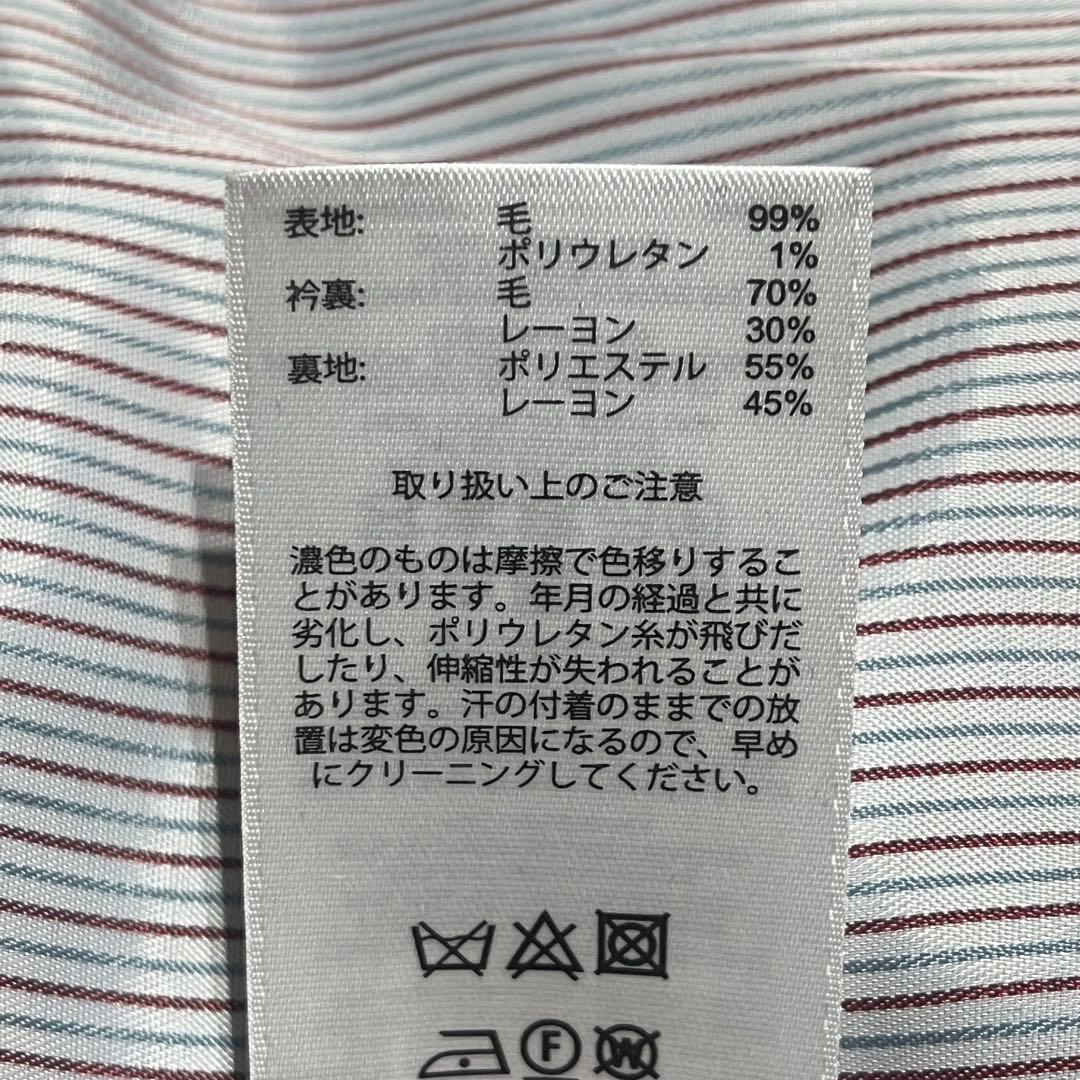 表地: 毛 99%
ポリウレタン 1%
衿裏: 毛 70%
レーヨン 30%
裏地: ポリエステル 55%
レーヨン 45%
取り扱い上のご注意
濃色のものは摩擦で色移りするこ
とがあります。年月の経過と共に
劣化し、ポリウレタン糸が飛びだ
したり、伸縮性が失われることが
あります。汗の付着のままでの放
置は変色の原因になるので、早め
にクリーニングしてください。
F W